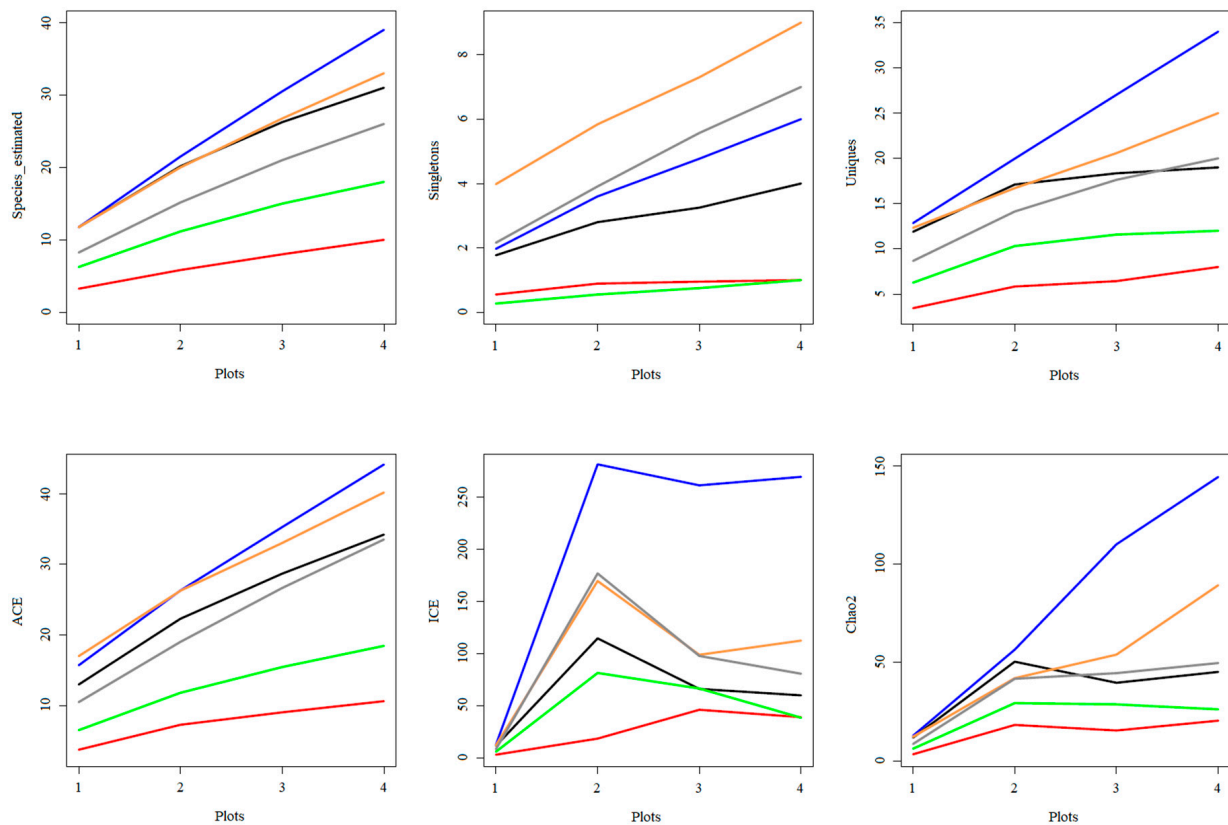 Species_estimated
0 10 20 30 40
1 2 3 4
Plots
Singletons
0 2 4 6 8
1 2 3 4
Plots
Uniques
5 10 15 20 25 30 35
1 2 3 4
Plots
ACE
10 20 30 40
1 2 3 4
Plots
ICE
0 50 100 150 200 250
1 2 3 4
Plots
Chao2
0 50 100 150
1 2 3 4
Plots